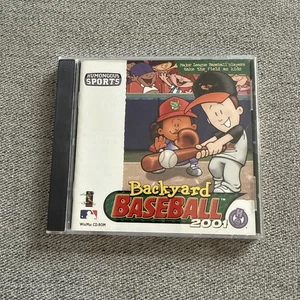 HUMONGOUS
SPORTS
Major League Baseball players
take the field as kids
Backyard
BASEBALL
2001
Win/Mac CD-ROM